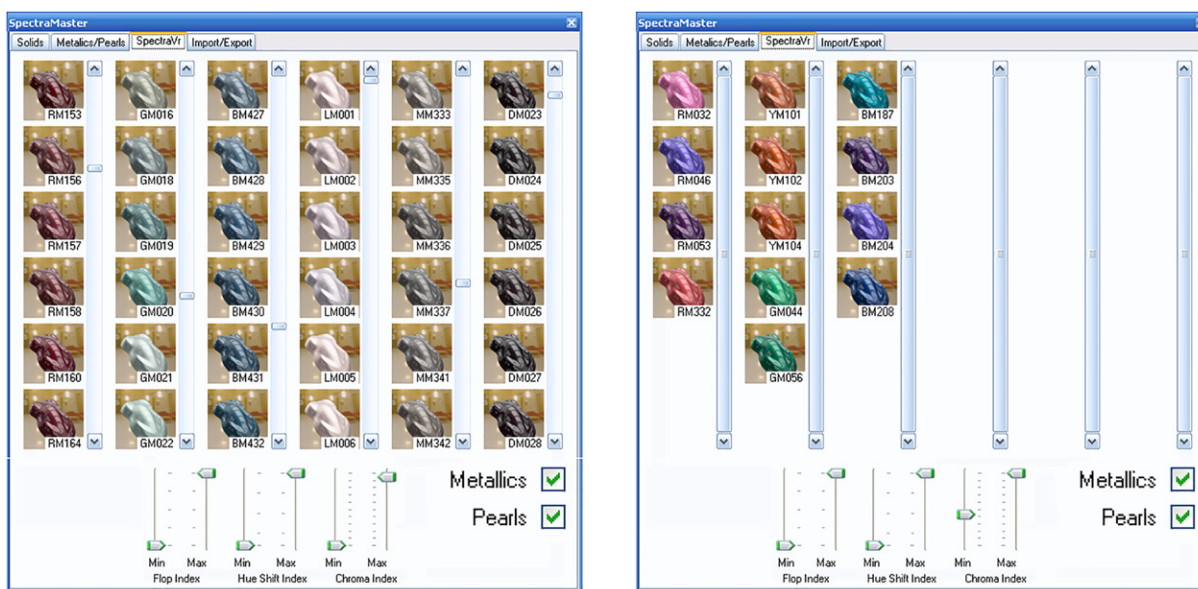 SpectraMaster
Solids Metalics/Pearls SpectraVr Import/Export
RM153 GM016 BM427 LM001 MM333 DM023
RM156 GM018 BM428 LM002 MM335 DM024
RM157 GM019 BM429 LM003 MM336 DM025
RM158 GM020 BM430 LM004 MM337 DM026
RM160 GM021 BM431 LM005 MM341 DM027
RM164 GM022 BM432 LM006 MM342 DM028
Metallics
Pearls
Min Max Min Max Min Max
Flop Index Hue Shift Index Chroma Index
SpectraMaster
Solids Metalics/Pearls SpectraVr Import/Export
RM032 YM101 BM187
RM046 YM102 BM203
RM053 YM104 BM204
RM332 GM044 BM208
GM056
Metallics
Pearls
Min Max Min Max Min Max
Flop Index Hue Shift Index Chroma Index